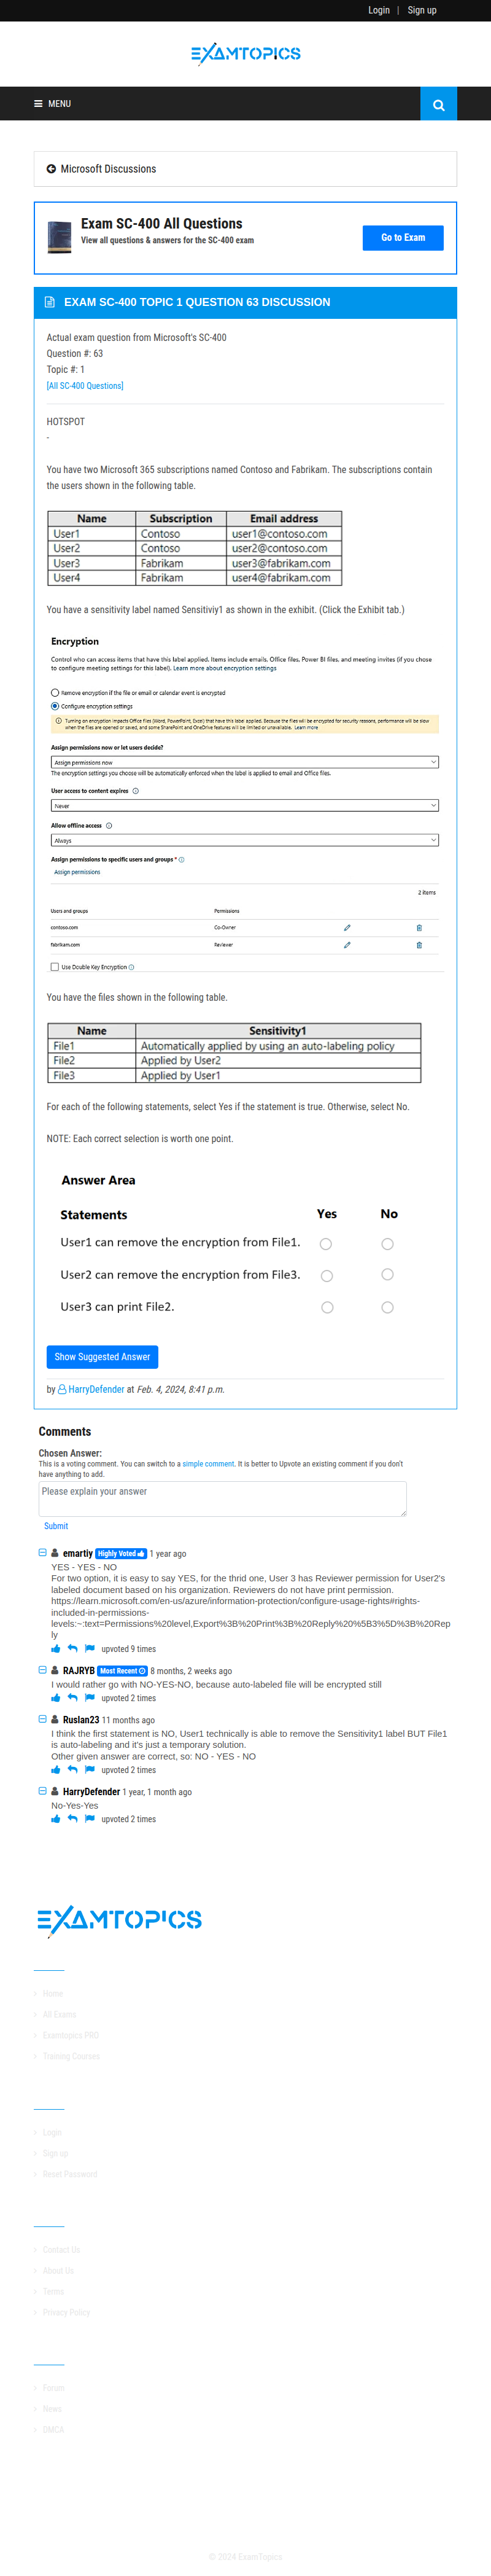 Login | Sign up
EXAMTOPICS
MENU
Microsoft Discussions
Exam SC-400 All Questions
View all questions & answers for the SC-400 exam
Go to Exam
EXAM SC-400 TOPIC 1 QUESTION 63 DISCUSSION
Actual exam question from Microsoft's SC-400
Question #: 63
Topic #: 1
[All SC-400 Questions]
HOTSPOT
-
You have two Microsoft 365 subscriptions named Contoso and Fabrikam. The subscriptions contain
the users shown in the following table.
Name Subscription Email address
User1 Contoso user1@contoso.com
User2 Contoso user2@contoso.com
User3 Fabrikam user3@fabrikam.com
User4 Fabrikam user4@fabrikam.com
You have a sensitivity label named Sensitiviy1 as shown in the exhibit. (Click the Exhibit tab.)
Encryption
Control who can access items that have this label applied. Items include emails, Office files, Power BI files, and meeting invites (if you chose
to configure meeting settings for this label). Learn more about encryption settings
Remove encryption if the file or email or calendar event is encrypted
Configure encryption settings
Turning on encryption impacts Office files (Word, PowerPoint, Excel) that have this label applied. Because the files will be encrypted for security reasons, performance will be slow
when the files are opened or saved, and some SharePoint and OneDrive features will be limited or unavailable. Learn more
Assign permissions now or let users decide?
Assign permissions now
The encryption settings you choose will be automatically enforced when the label is applied to email and Office files.
User access to content expires
Never
Allow offline access
Always
Assign permissions to specific users and groups *
Assign permissions
2 items
Users and groups Permissions
contoso.com Co-Owner
fabrikam.com Reviewer
Use Double Key Encryption
You have the files shown in the following table.
Name Sensitivity1
File1 Automatically applied by using an auto-labeling policy
File2 Applied by User2
File3 Applied by User1
For each of the following statements, select Yes if the statement is true. Otherwise, select No.
NOTE: Each correct selection is worth one point.
Answer Area
Statements Yes No
User1 can remove the encryption from File1.
User2 can remove the encryption from File3.
User3 can print File2.
Show Suggested Answer
by HarryDefender at Feb. 4, 2024, 8:41 p.m.
Comments
Chosen Answer:
This is a voting comment. You can switch to a simple comment. It is better to Upvote an existing comment if you don't
have anything to add.
Please explain your answer
Submit
emartiy Highly Voted 1 year ago
YES - YES - NO
For two option, it is easy to say YES, for the thrid one, User 3 has Reviewer permission for User2's
labeled document based on his organization. Reviewers do not have print permission.
https://learn.microsoft.com/en-us/azure/information-protection/configure-usage-rights#rights-
included-in-permissions-
levels:~:text=Permissions%20level,Export%3B%20Print%3B%20Reply%20%5B3%5D%3B%20Rep
ly
upvoted 9 times
RAJRYB Most Recent 8 months, 2 weeks ago
I would rather go with NO-YES-NO, because auto-labeled file will be encrypted still
upvoted 2 times
Ruslan23 11 months ago
I think the first statement is NO, User1 technically is able to remove the Sensitivity1 label BUT File1
is auto-labeling and it's just a temporary solution.
Other given answer are correct, so: NO - YES - NO
upvoted 2 times
HarryDefender 1 year, 1 month ago
No-Yes-Yes
upvoted 2 times
EXAMTOPICS
Home
All Exams
Examtopics PRO
Training Courses
Login
Sign up
Reset Password
Contact Us
About Us
Terms
Privacy Policy
Forum
News
DMCA
© 2024 ExamTopics